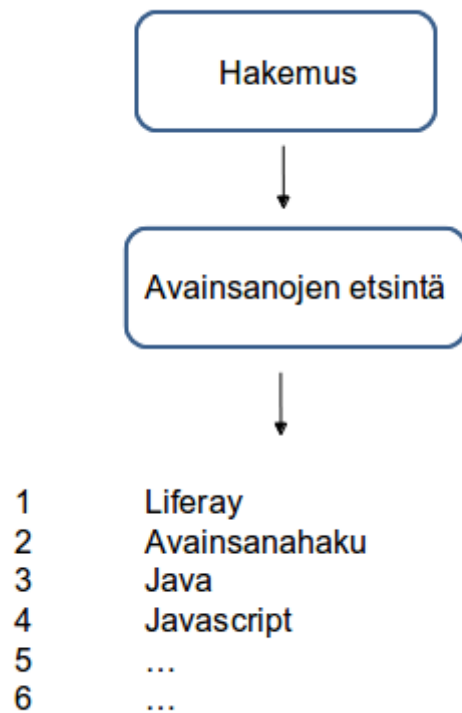 Hakemus
Avainsanojen etsintä
1 Liferay
2 Avainsanahaku
3 Java
4 Javascript
5 …
6 …